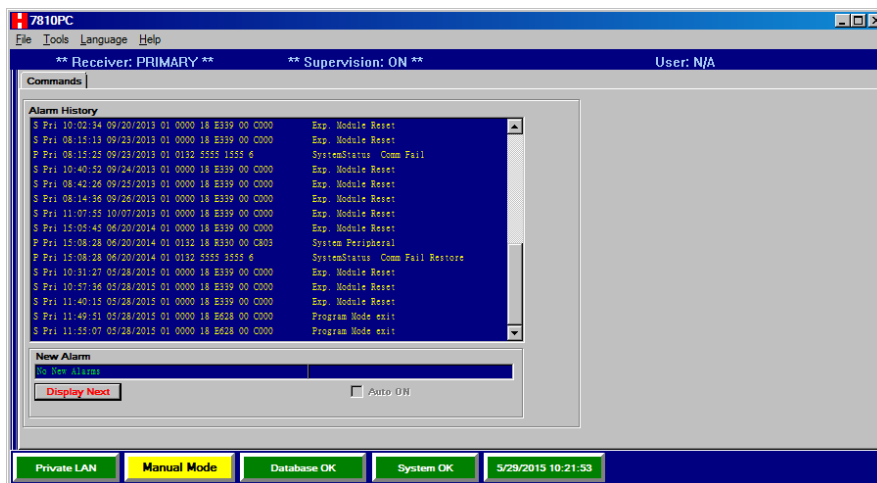 7810PC
File Tools Language Help
** Receiver: PRIMARY ** ** Supervision: ON ** User: N/A
Commands
Alarm History
S Pri 10:02:34 09/20/2013 01 0000 18 E339 00 C000 Exp. Module Reset
S Pri 08:15:13 09/23/2013 01 0000 18 E339 00 C000 Exp. Module Reset
P Pri 08:15:25 09/23/2013 01 0132 5555 1555 6 SystemStatus Comm Fail
S Pri 10:40:52 09/24/2013 01 0000 18 E339 00 C000 Exp. Module Reset
S Pri 08:42:26 09/25/2013 01 0000 18 E339 00 C000 Exp. Module Reset
S Pri 08:14:36 09/26/2013 01 0000 18 E339 00 C000 Exp. Module Reset
S Pri 11:07:55 10/07/2013 01 0000 18 E339 00 C000 Exp. Module Reset
S Pri 15:05:45 06/20/2014 01 0000 18 E339 00 C000 Exp. Module Reset
P Pri 15:08:28 06/20/2014 01 0132 18 R330 00 C803 System Peripheral
P Pri 15:08:28 06/20/2014 01 0132 5555 3555 6 SystemStatus Comm Fail Restore
S Pri 10:31:27 05/28/2015 01 0000 18 E339 00 C000 Exp. Module Reset
S Pri 10:57:36 05/28/2015 01 0000 18 E339 00 C000 Exp. Module Reset
S Pri 11:40:15 05/28/2015 01 0000 18 E339 00 C000 Exp. Module Reset
S Pri 11:49:51 05/28/2015 01 0000 18 E628 00 C000 Program Mode exit
S Pri 11:55:07 05/28/2015 01 0000 18 E628 00 C000 Program Mode exit
New Alarm
No New Alarms
Display Next Auto ON
Private LAN Manual Mode Database OK System OK 5/29/2015 10:21:53